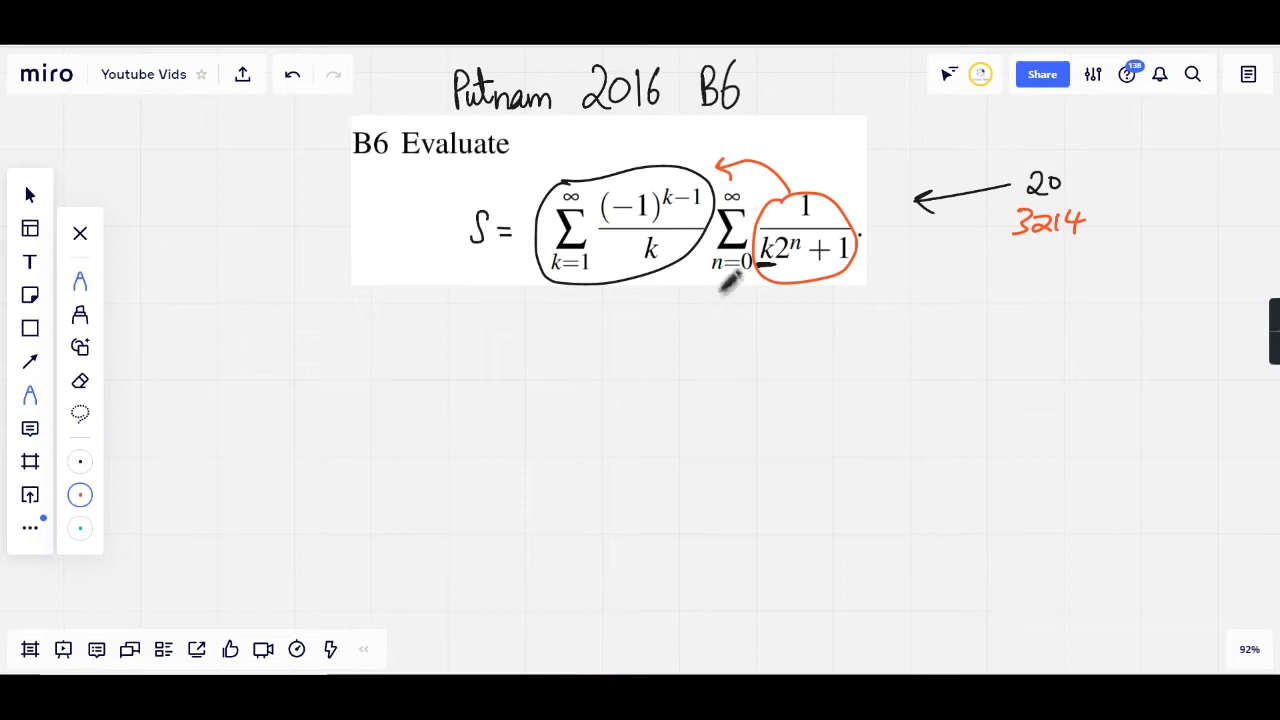 miro
Youtube Vids
Putnam 2016 B6
138
Share
B6 Evaluate
S = ∞∑k=1 (−1)^{k−1}/k ∞∑n=0 1/(k2^n + 1).
20
3214
T
92%